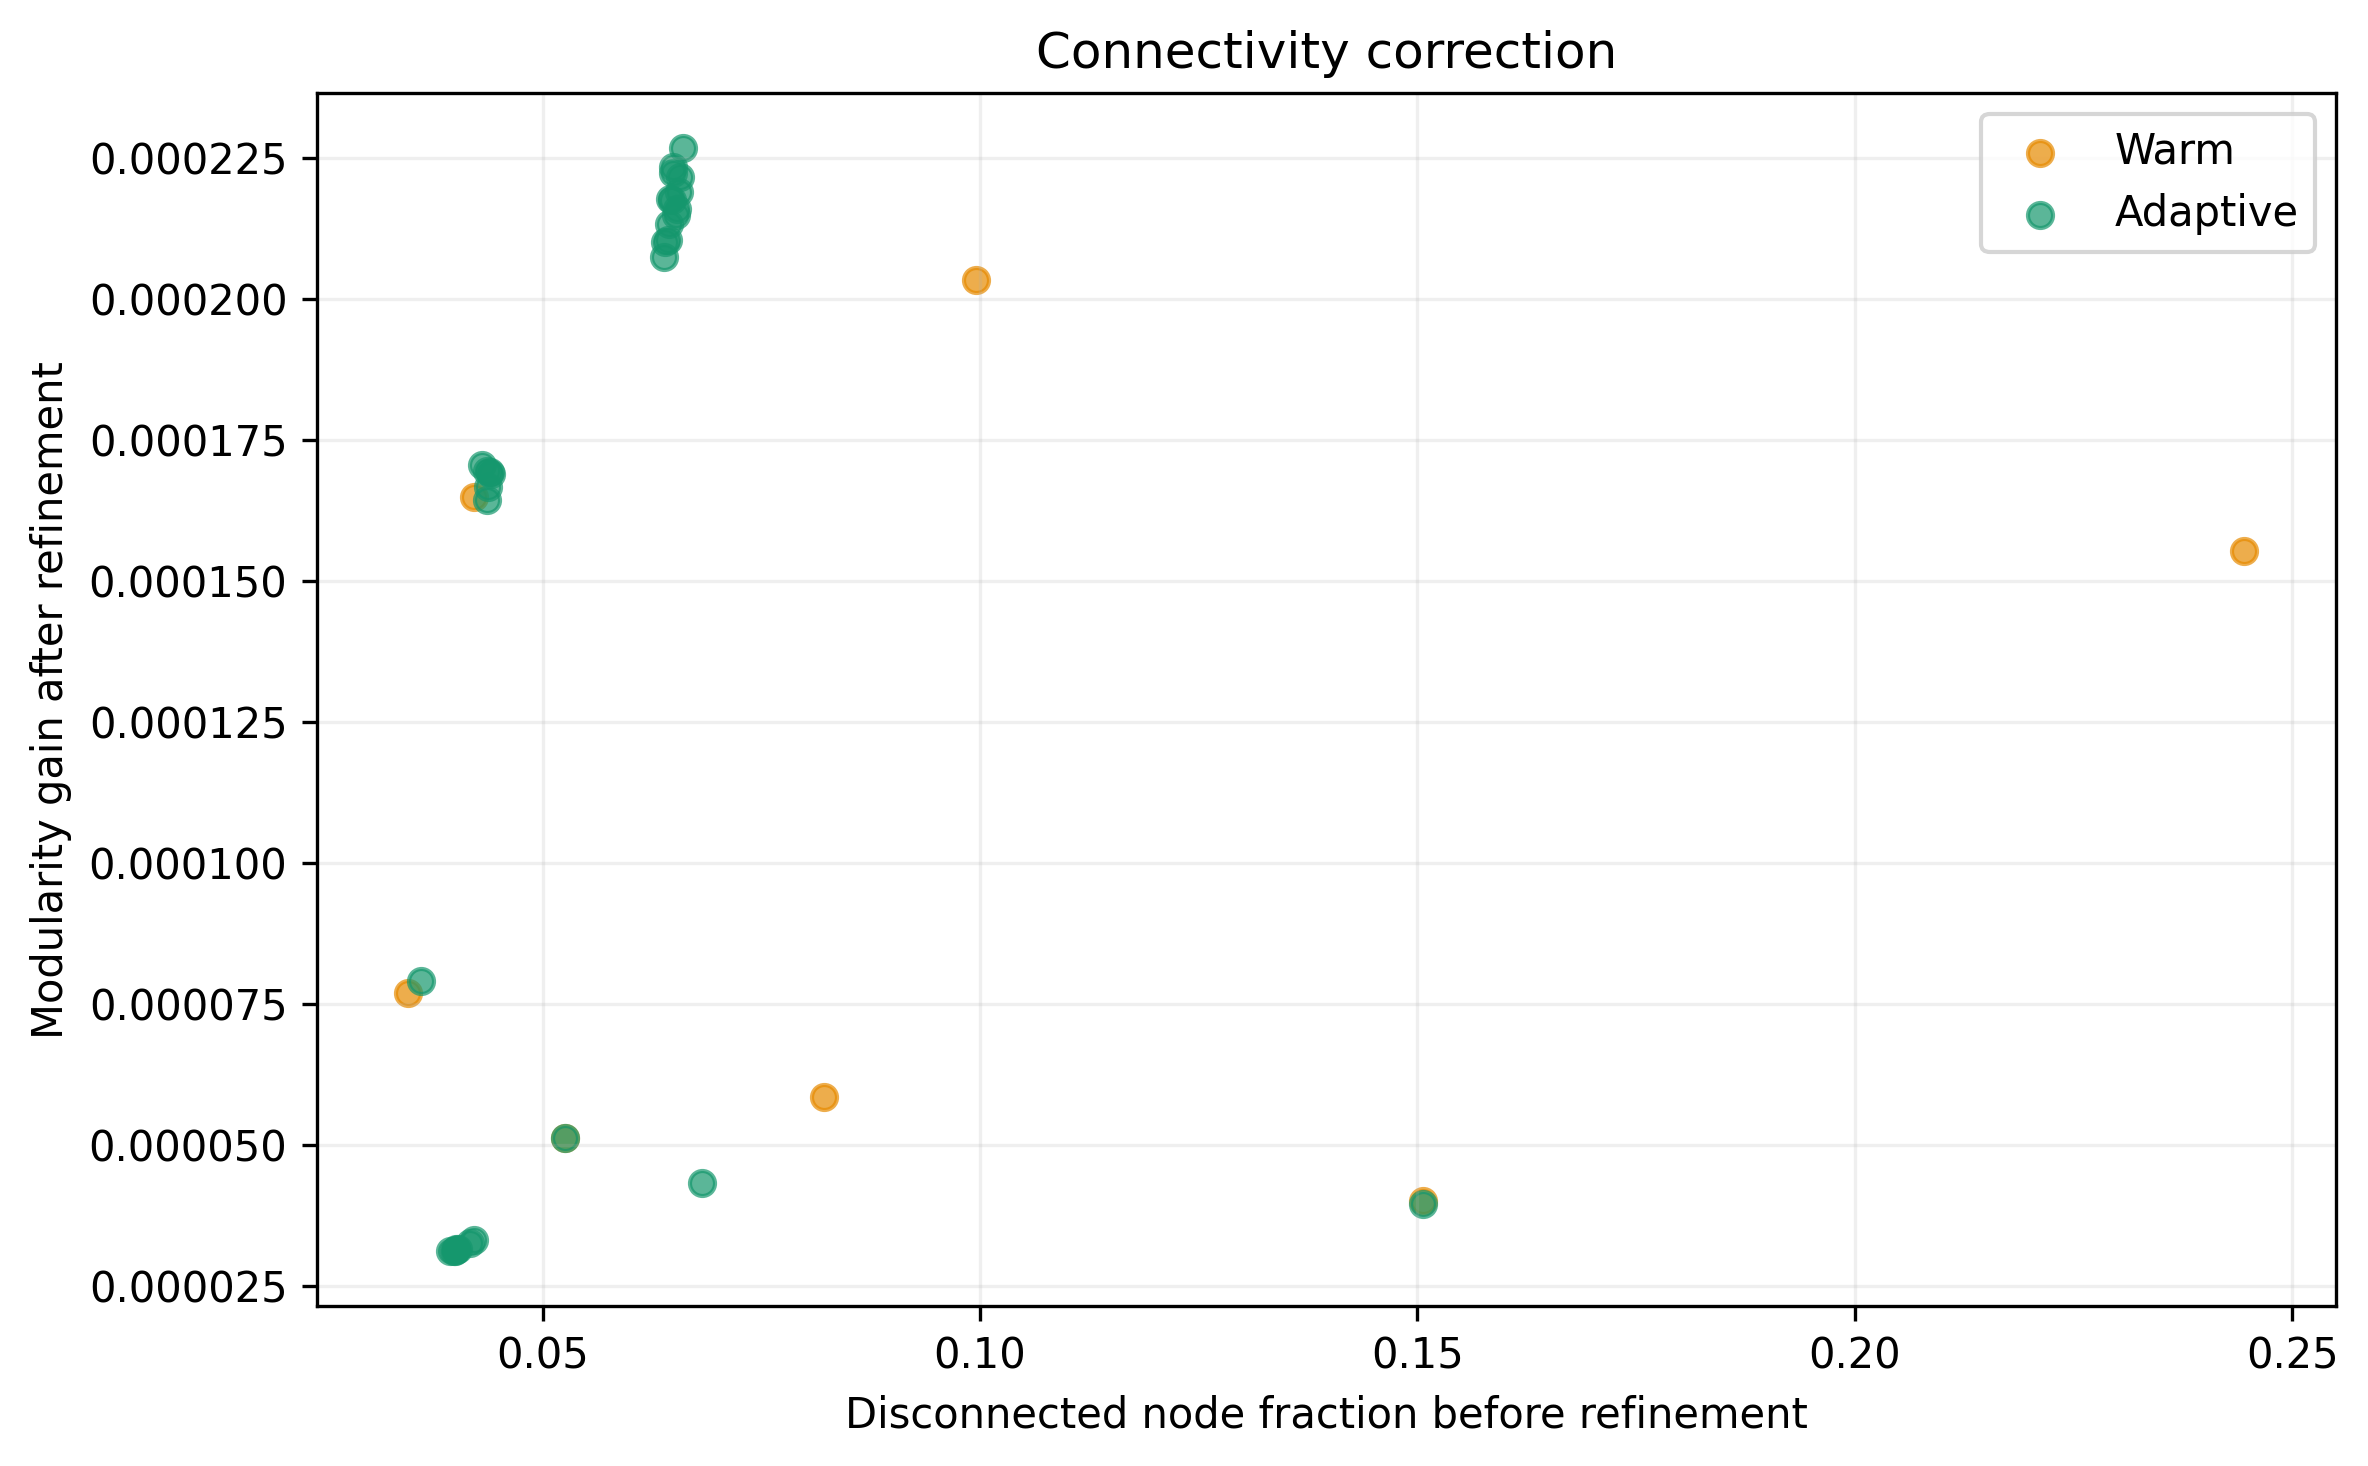 Connectivity correction
Warm
Adaptive
Modularity gain after refinement
0.000225
0.000200
0.000175
0.000150
0.000125
0.000100
0.000075
0.000050
0.000025
0.05
0.10
0.15
0.20
0.25
Disconnected node fraction before refinement